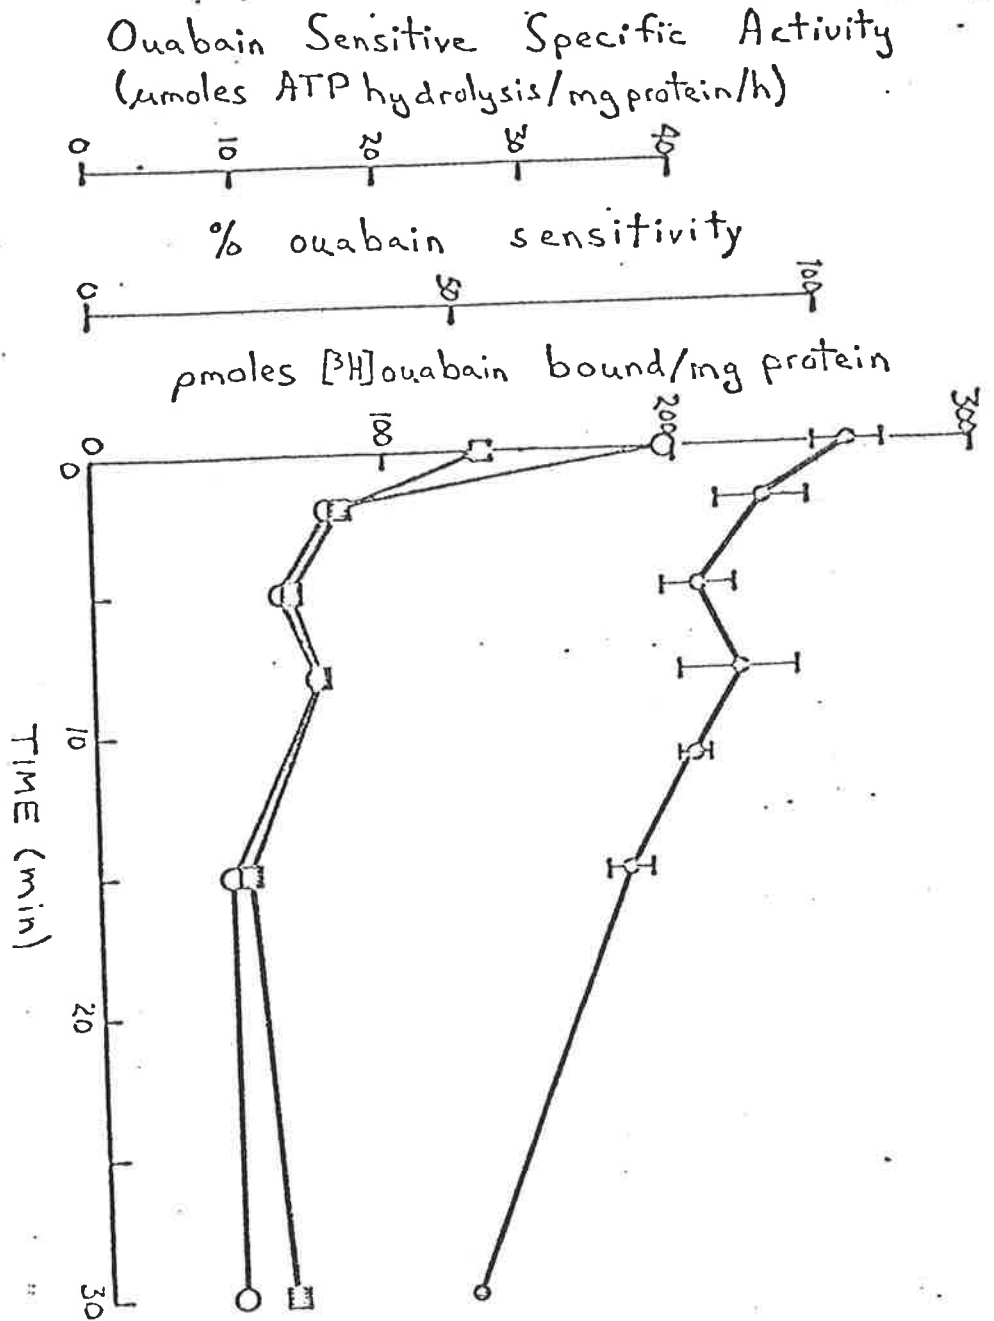 Ouabain Sensitive Specific Activity
(µmoles ATP hydrolysis/mg protein/h)
0 10 20 30 40
% ouabain sensitivity
0 50 100
pmoles [³H]ouabain bound/mg protein
0 100 200 300
0
10
20
30
TIME (min)